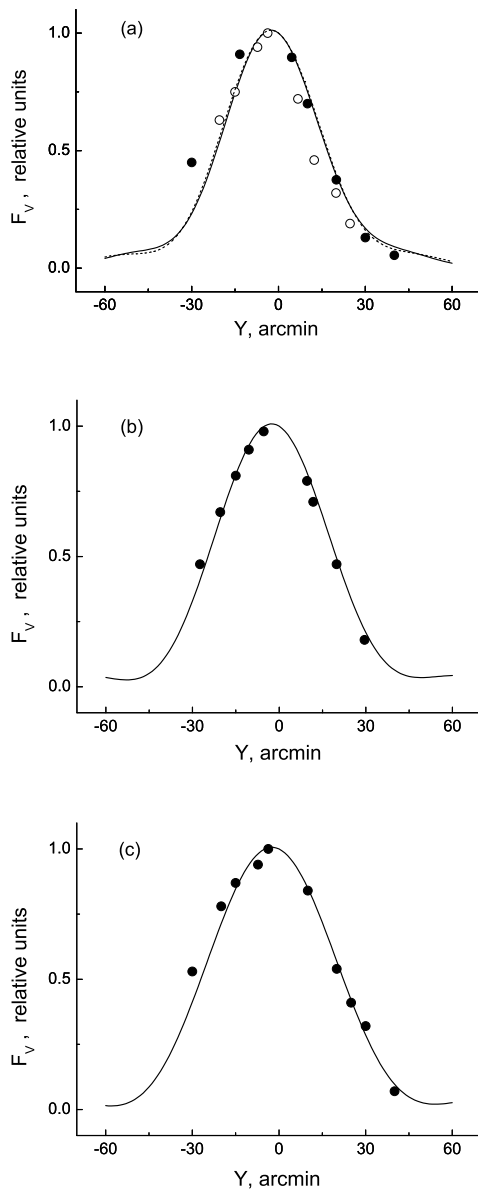 (a)
1.0
0.5
0.0
F_V , relative units
-60 -30 0 30 60
Y, arcmin
(b)
1.0
0.5
0.0
F_V , relative units
-60 -30 0 30 60
Y, arcmin
(c)
1.0
0.5
0.0
F_V , relative units
-60 -30 0 30 60
Y, arcmin